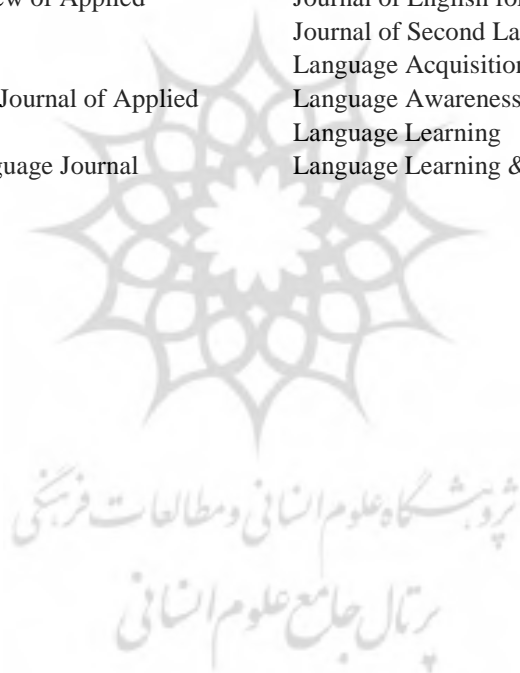 ew of Applied
Journal of English for
Journal of Second La
Language Acquisition
Journal of Applied
Language Awareness
Language Learning
guage Journal
Language Learning &
پژوهشگاه علوم انسانی و مطالعات فرهنگی
پرتال جامع علوم انسانی